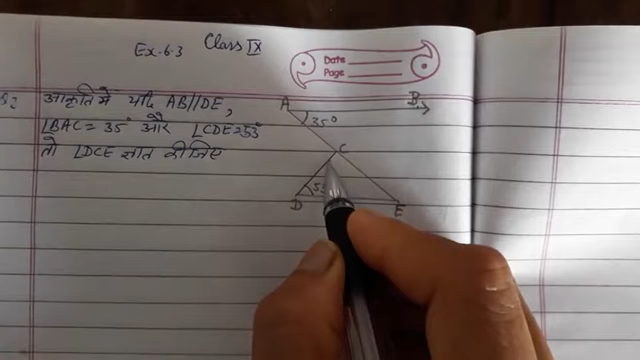 Ex-6.3 Class IX
Date
Page
आकृति में यदि AB//DE,
∠BAC = 35° और ∠CDE = 53°
तो ∠DCE ज्ञात कीजिए
A B
35°
C
53
D E